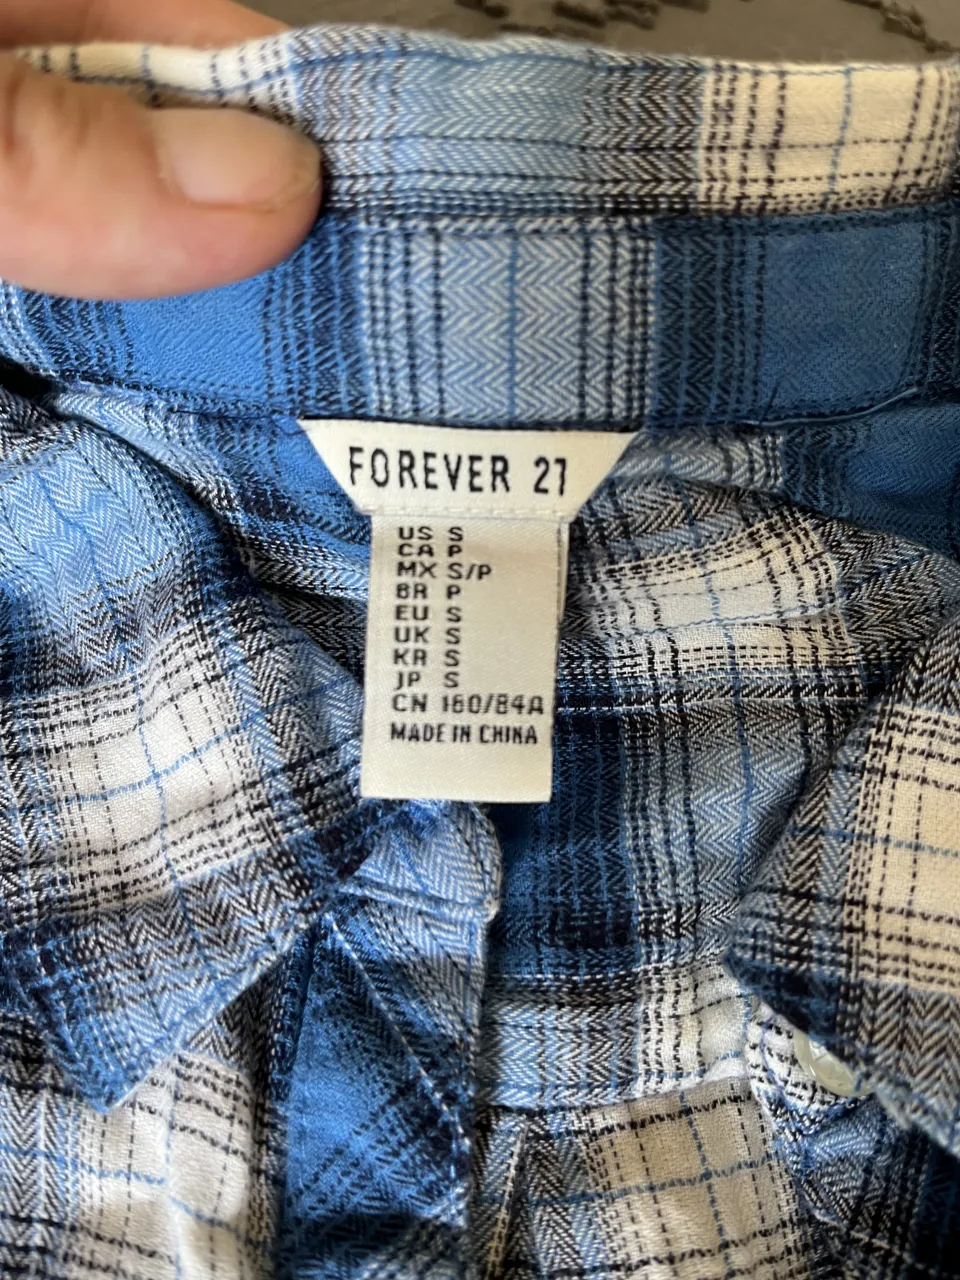 FOREVER 21
US S
CA P
MX S/P
BR P
EU S
UK S
KR S
JP S
CN 160/84A
MADE IN CHINA